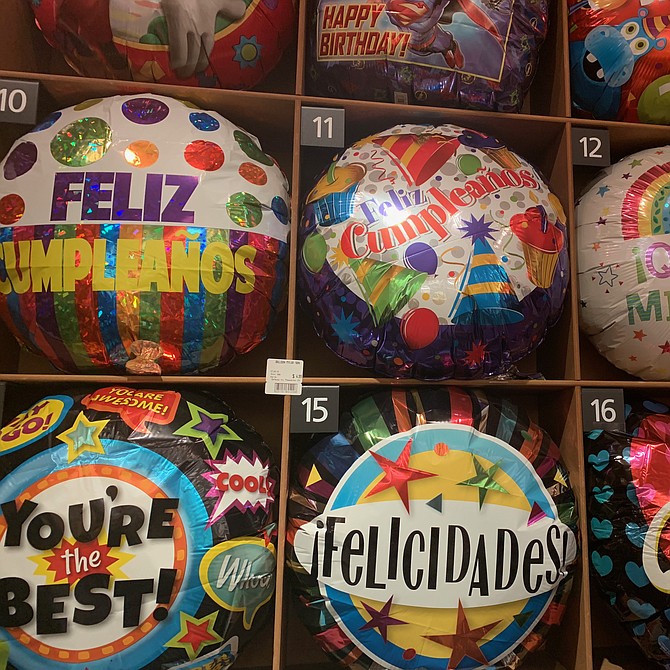 HAPPY
BIRTHDAY!
10
11
12
FELIZ
CUMPLEAÑOS
Feliz
Cumpleaños
15
16
YOU'RE
AWESOME!
GO!
COOL!
YOU'RE
the
BEST!
¡FELICIDADES!